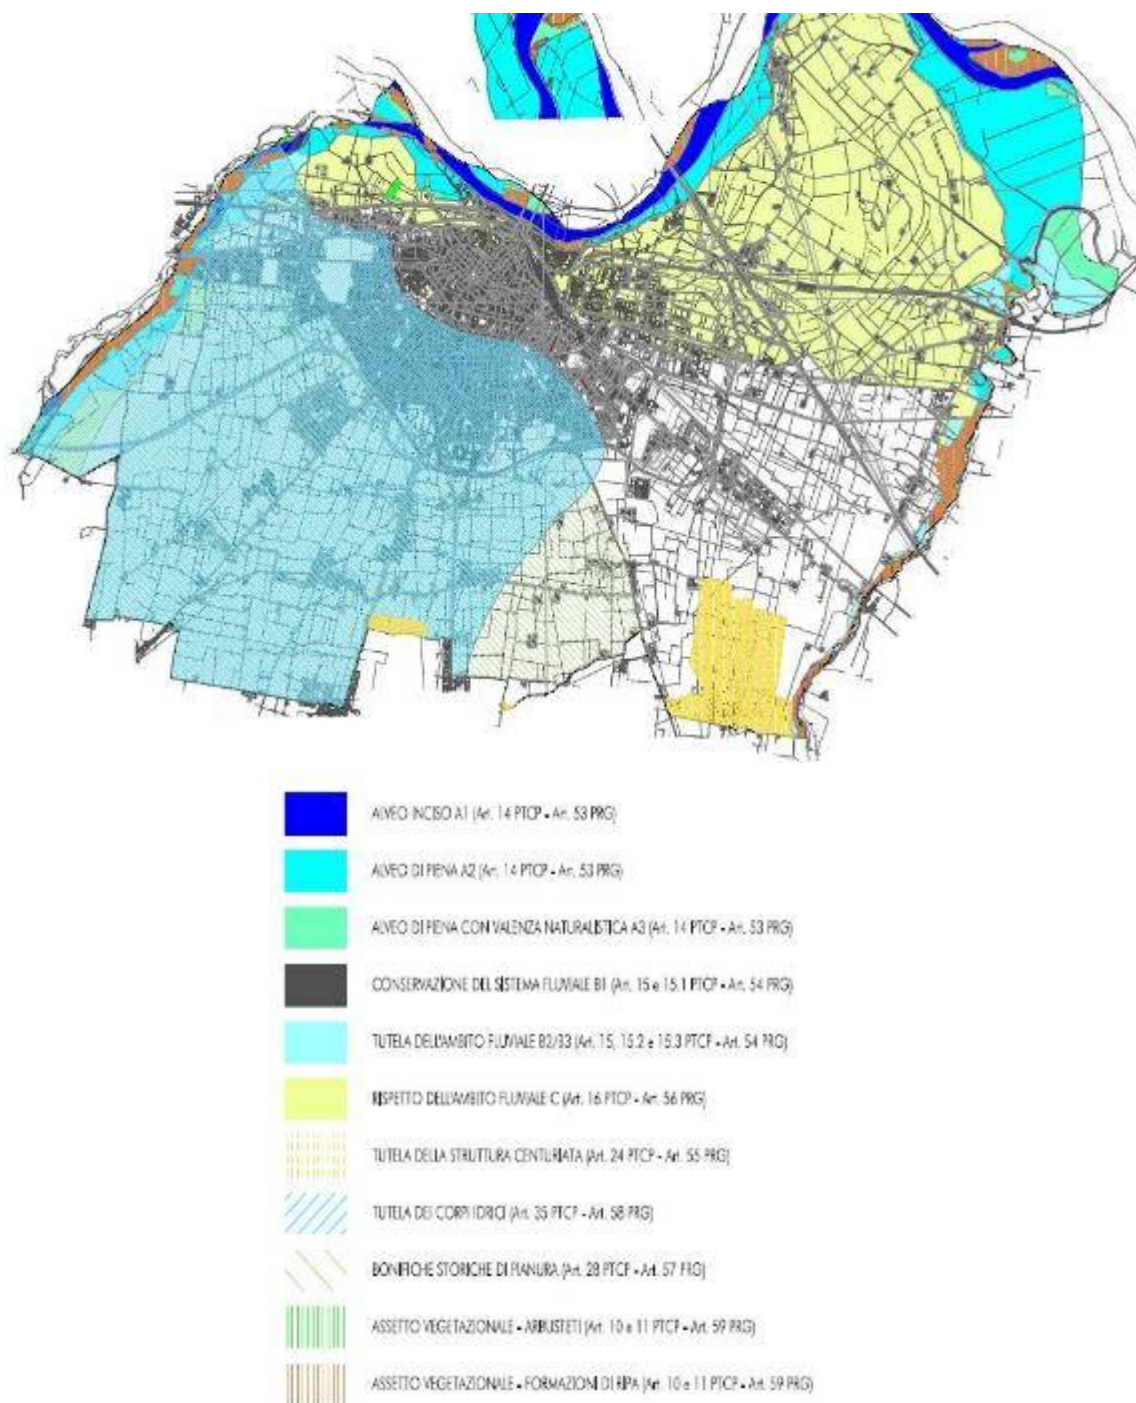 ALVEO INCISO A1 (Art. 14 PTCP - Art. 53 PRG)
ALVEO DI PIENA A2 (Art. 14 PTCP - Art. 53 PRG)
ALVEO DI PIENA CON VALENZA NATURALISTICA A3 (Art. 14 PTCP - Art. 53 PRG)
CONSERVAZIONE DEL SISTEMA FLUVIALE B1 (Art. 15 e 15.1 PTCP - Art. 54 PRG)
TUTELA DELL'AMBITO FLUVIALE B2/B3 (Art. 15, 15.2 e 15.3 PTCP - Art. 54 PRG)
RISPETTO DELL'AMBITO FLUVIALE C (Art. 16 PTCP - Art. 56 PRG)
TUTELA DELLA STRUTTURA CENTURIATA (Art. 24 PTCP - Art. 55 PRG)
TUTELA DEI CORPI IDRICI (Art. 35 PTCP - Art. 58 PRG)
BONIFICHE STORICHE DI PIANURA (Art. 28 PTCP - Art. 57 PRG)
ASSETTO VEGETAZIONALE - ARBUSTETI (Art. 10 e 11 PTCP - Art. 59 PRG)
ASSETTO VEGETAZIONALE - FORMAZIONI DI RIPA (Art. 10 e 11 PTCP - Art. 59 PRG)